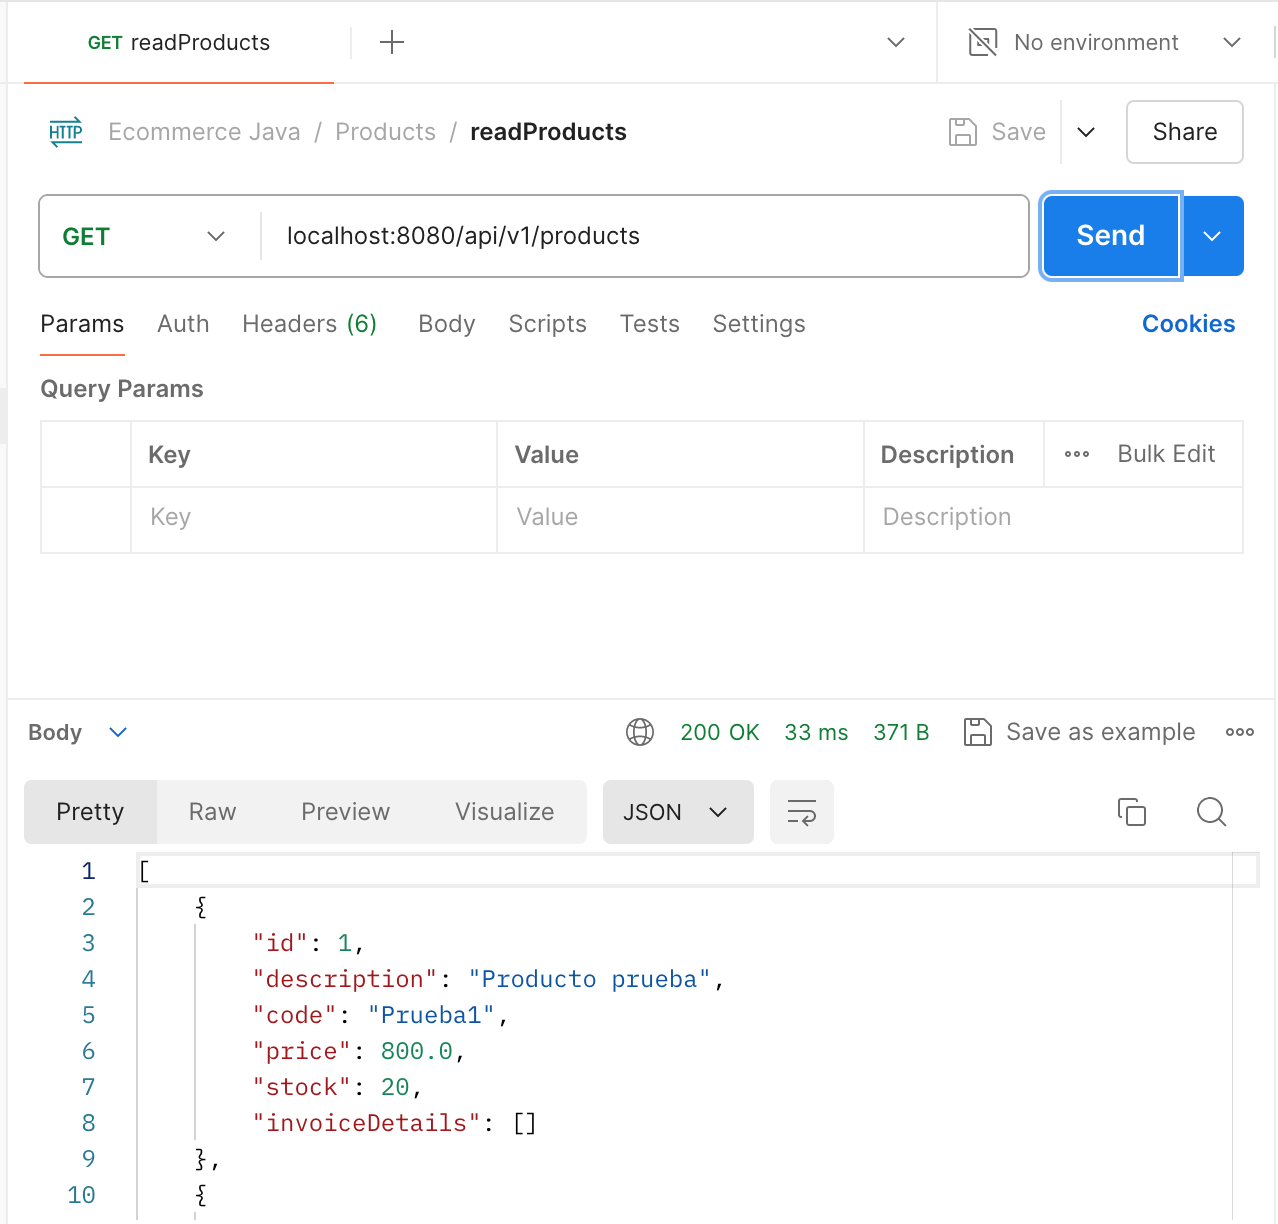 GET readProducts
No environment
HTTP Ecommerce Java / Products / readProducts
Save
Share
GET localhost:8080/api/v1/products
Send
Params Auth Headers (6) Body Scripts Tests Settings Cookies
Query Params
Key Value Description Bulk Edit
Key Value Description
Body 200 OK 33 ms 371 B Save as example
Pretty Raw Preview Visualize JSON
1 [
2 {
3 "id": 1,
4 "description": "Producto prueba",
5 "code": "Prueba1",
6 "price": 800.0,
7 "stock": 20,
8 "invoiceDetails": []
9 },
10 {